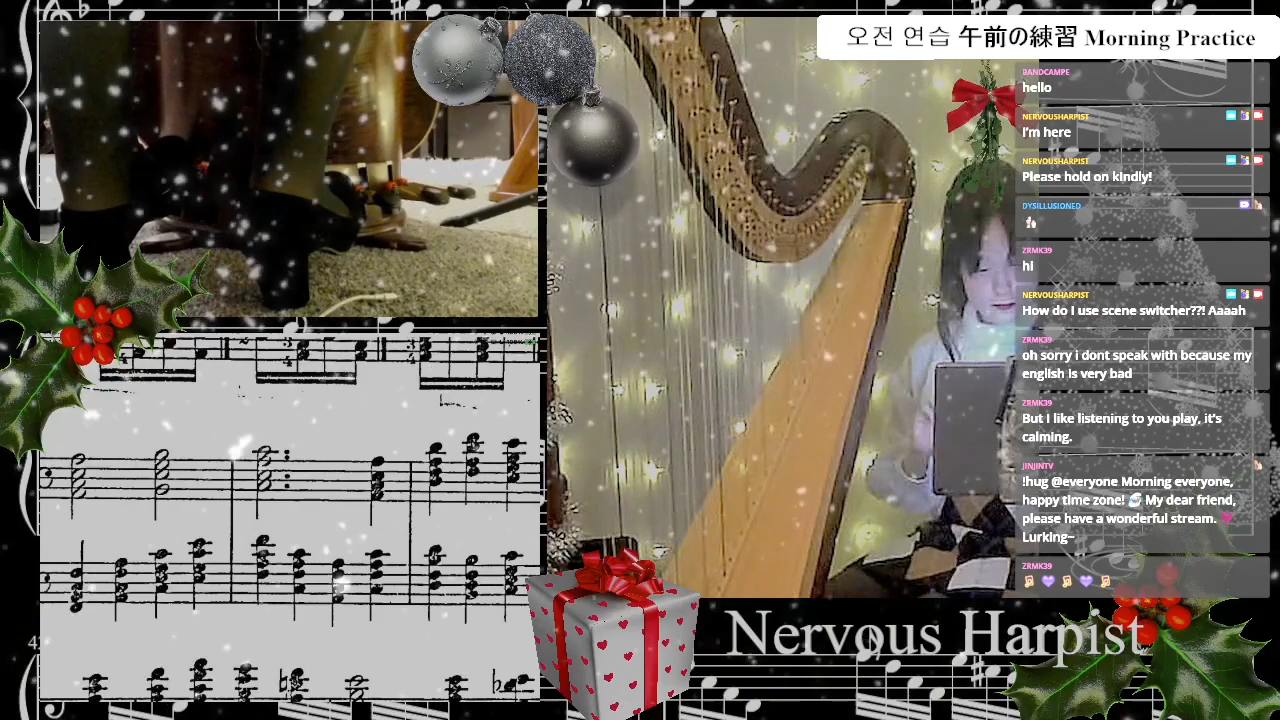 오전 연습 午前の練習 Morning Practice
BANDCAMPE
hello
NERVOUSHARPIST
I'm here
NERVOUSHARPIST
Please hold on kindly!
DYSILLUSIONED
ZRMK39
hi
NERVOUSHARPIST
How do I use scene switcher??! Aaaah
ZRMK39
oh sorry i dont speak with because my
english is very bad
ZRMK39
But I like listening to you play, it's
calming.
JINJINTV
!hug @everyone Morning everyone,
happy time zone! My dear friend,
please have a wonderful stream.
Lurking~
ZRMK39
Nervous Harpist